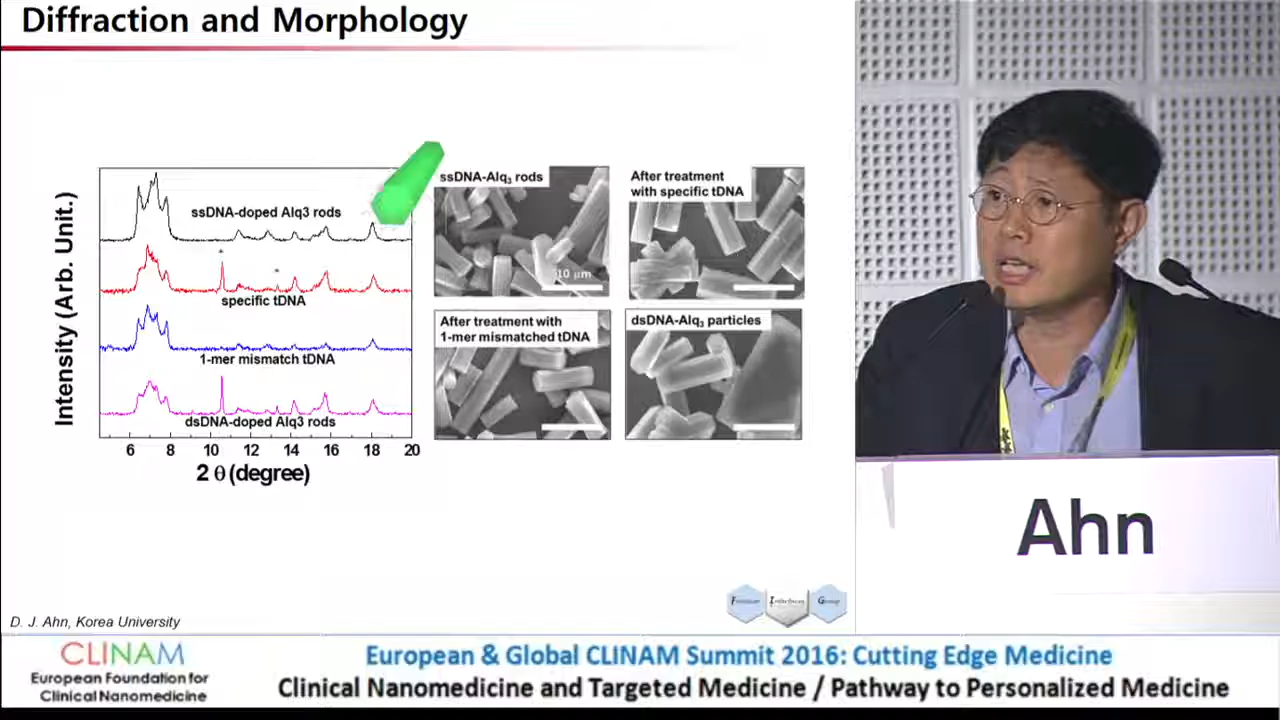 Diffraction and Morphology
Intensity (Arb. Unit.)
ssDNA-doped Alq3 rods
*
*
specific tDNA
1-mer mismatch tDNA
dsDNA-doped Alq3 rods
6 8 10 12 14 16 18 20
2 θ (degree)
ssDNA-Alq₃ rods
10 μm
After treatment
with specific tDNA
After treatment with
1-mer mismatched tDNA
dsDNA-Alq₃ particles
Interfaces
Group
D. J. Ahn, Korea University
Ahn
CLINAM
European Foundation for
Clinical Nanomedicine
European & Global CLINAM Summit 2016: Cutting Edge Medicine
Clinical Nanomedicine and Targeted Medicine / Pathway to Personalized Medicine